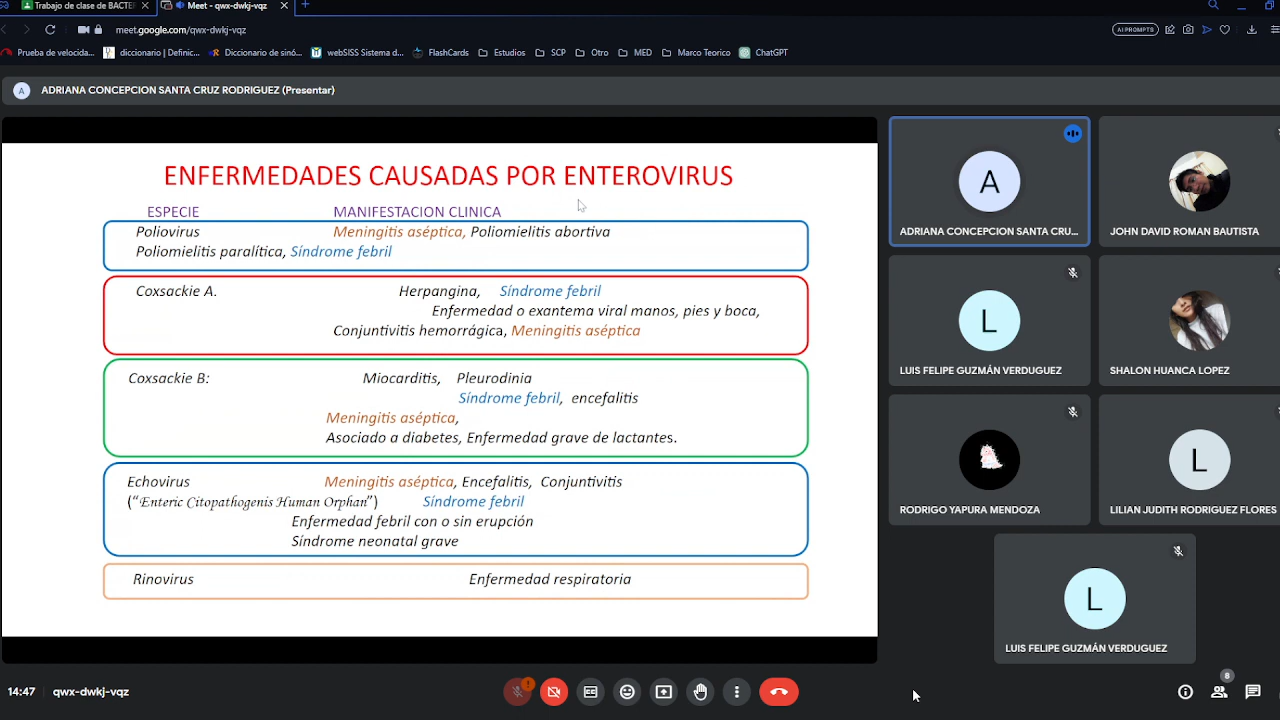 Trabajo de clase de BACTEF
Meet - qwx-dwkj-vqz
meet.google.com/qwx-dwkj-vqz
AI PROMPTS
Prueba de velocida...
diccionario | Definic...
Diccionario de sinó...
webSISS Sistema d...
FlashCards
Estudios
SCP
Otro
MED
Marco Teorico
ChatGPT
A
ADRIANA CONCEPCION SANTA CRUZ RODRIGUEZ (Presentar)
ENFERMEDADES CAUSADAS POR ENTEROVIRUS
ESPECIE MANIFESTACION CLINICA
Poliovirus Meningitis aséptica, Poliomielitis abortiva
Poliomielitis paralítica, Síndrome febril
Coxsackie A. Herpangina, Síndrome febril
Enfermedad o exantema viral manos, pies y boca,
Conjuntivitis hemorrágica, Meningitis aséptica
Coxsackie B: Miocarditis, Pleurodinia
Síndrome febril, encefalitis
Meningitis aséptica,
Asociado a diabetes, Enfermedad grave de lactantes.
Echovirus Meningitis aséptica, Encefalitis, Conjuntivitis
("Enteric Citopathogenis Human Orphan") Síndrome febril
Enfermedad febril con o sin erupción
Síndrome neonatal grave
Rinovirus Enfermedad respiratoria
A
ADRIANA CONCEPCION SANTA CRU...
JOHN DAVID ROMAN BAUTISTA
L
LUIS FELIPE GUZMÁN VERDUGUEZ
SHALON HUANCA LOPEZ
RODRIGO YAPURA MENDOZA
L
LILIAN JUDITH RODRIGUEZ FLORES
L
LUIS FELIPE GUZMÁN VERDUGUEZ
14:47
qwx-dwkj-vqz
8